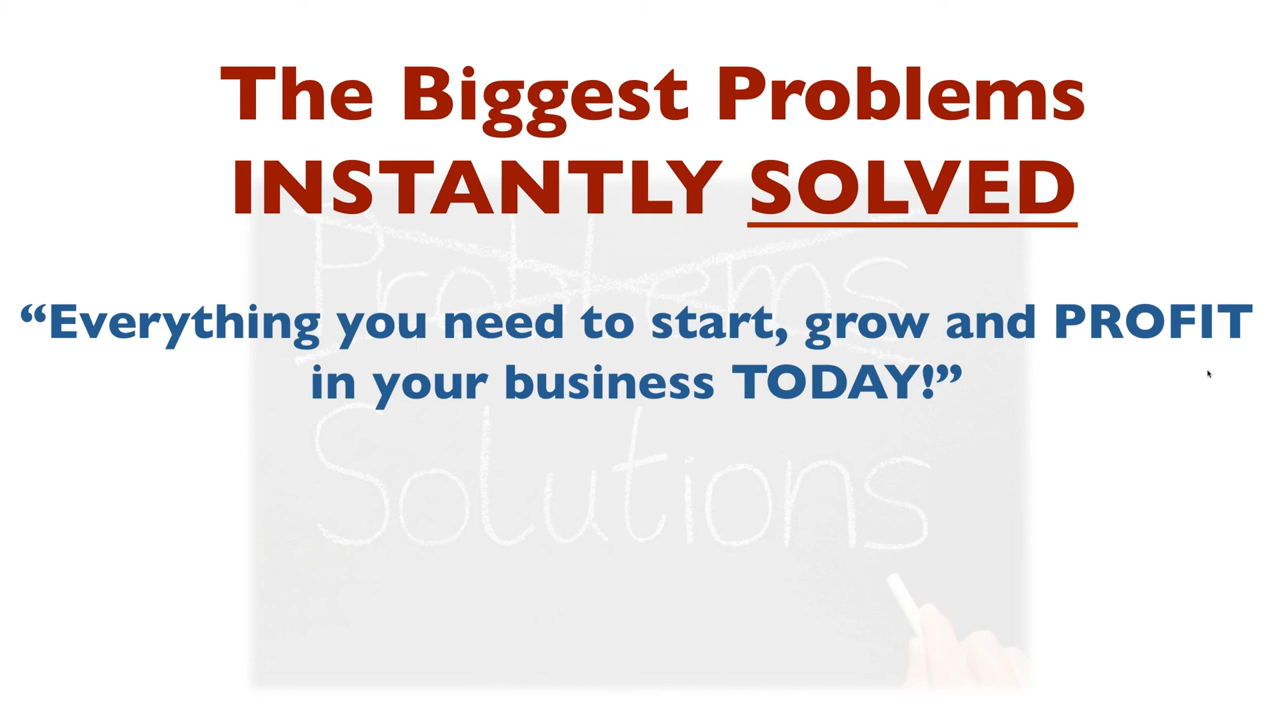 The Biggest Problems
INSTANTLY SOLVED
Problems
“Everything you need to start, grow and PROFIT
in your business TODAY!”
Solutions